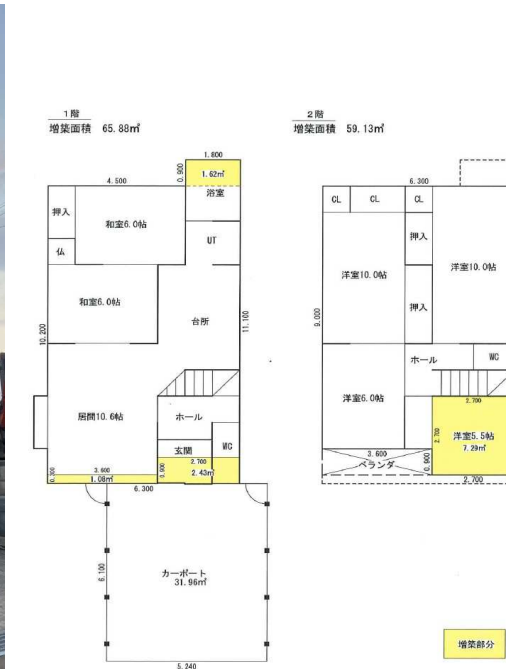 1階
増築面積 65.88㎡
2階
増築面積 59.13㎡
1.800
0.900
1.62㎡
4.500
浴室
押入
和室6.0帖
仏
UT
和室6.0帖
台所
10.200
11.100
居間10.6帖
ホール
玄関
WC
2.700
0.900
2.43㎡
3.600
0.300
1.08㎡
6.300
カーポート
31.96㎡
6.100
5.240
6.300
CL
CL
CL
押入
洋室10.0帖
洋室10.0帖
9.000
押入
ホール
WC
洋室6.0帖
2.700
2.700
洋室5.5帖
7.29㎡
3.600
0.900
ベランダ
2.700
増築部分